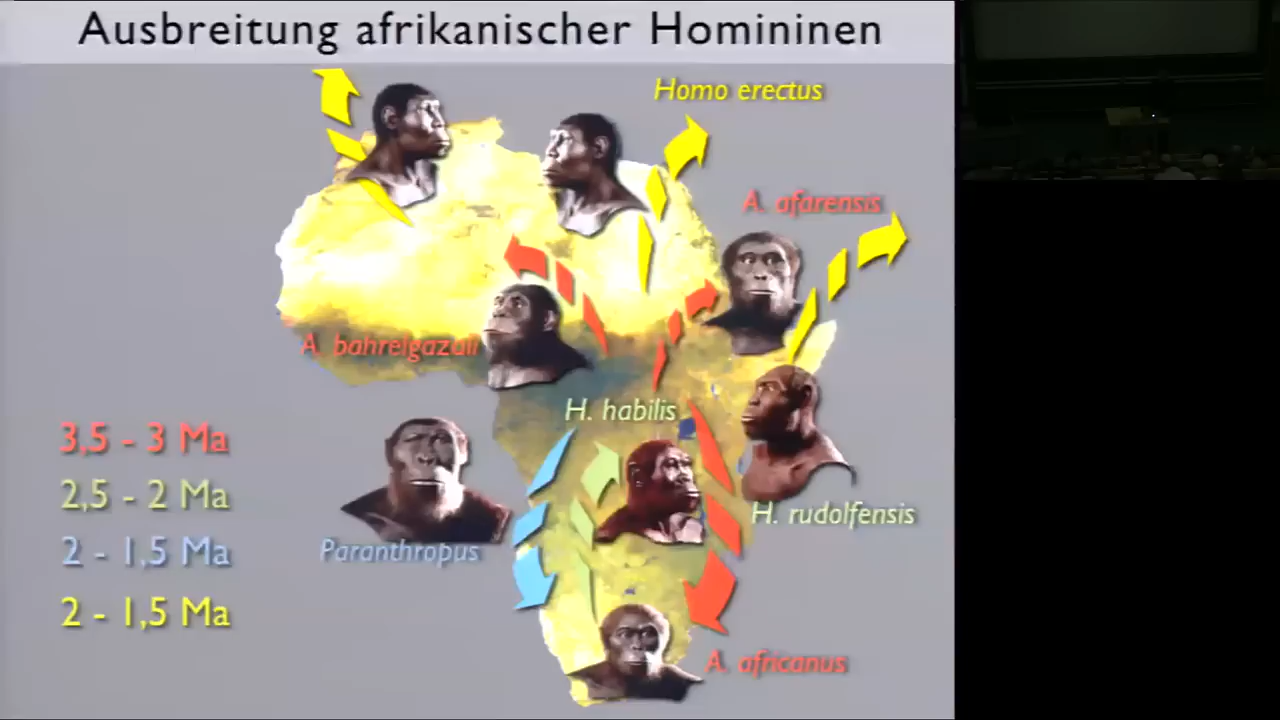 Ausbreitung afrikanischer Homininen
Homo erectus
A. afarensis
A. bahrelgazali
H. habilis
3,5 - 3 Ma
2,5 - 2 Ma
H. rudolfensis
Paranthropus
2 - 1,5 Ma
2 - 1,5 Ma
A. africanus